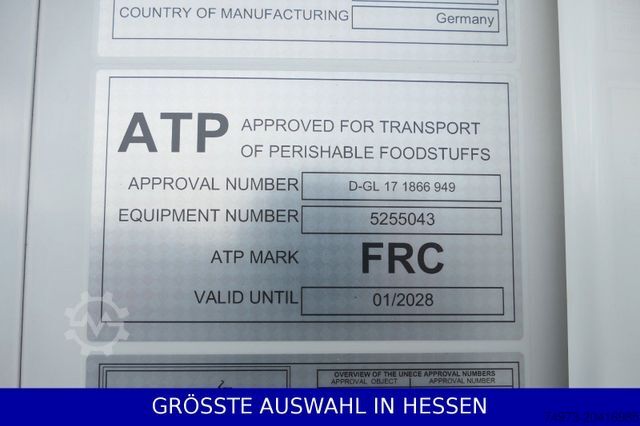 COUNTRY OF MANUFACTURING Germany
ATP APPROVED FOR TRANSPORT
OF PERISHABLE FOODSTUFFS
APPROVAL NUMBER D-GL 17 1866 949
EQUIPMENT NUMBER 5255043
ATP MARK FRC
VALID UNTIL 01/2028
OVERVIEW OF THE UNECE APPROVAL NUMBERS
APPROVAL OBJECT APPROVAL NUMBER
GRÖSSTE AUSWAHL IN HESSEN